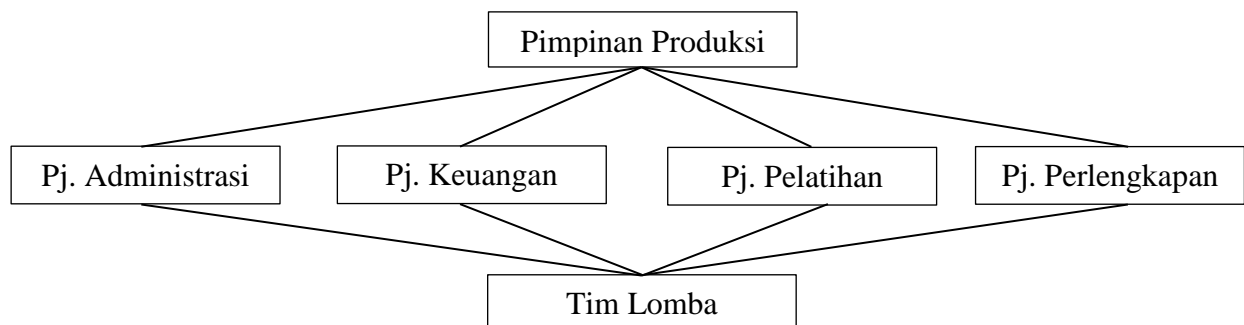 Pimpinan Produksi
Pj. Administrasi
Pj. Keuangan
Pj. Pelatihan
Pj. Perlengkapan
Tim Lomba